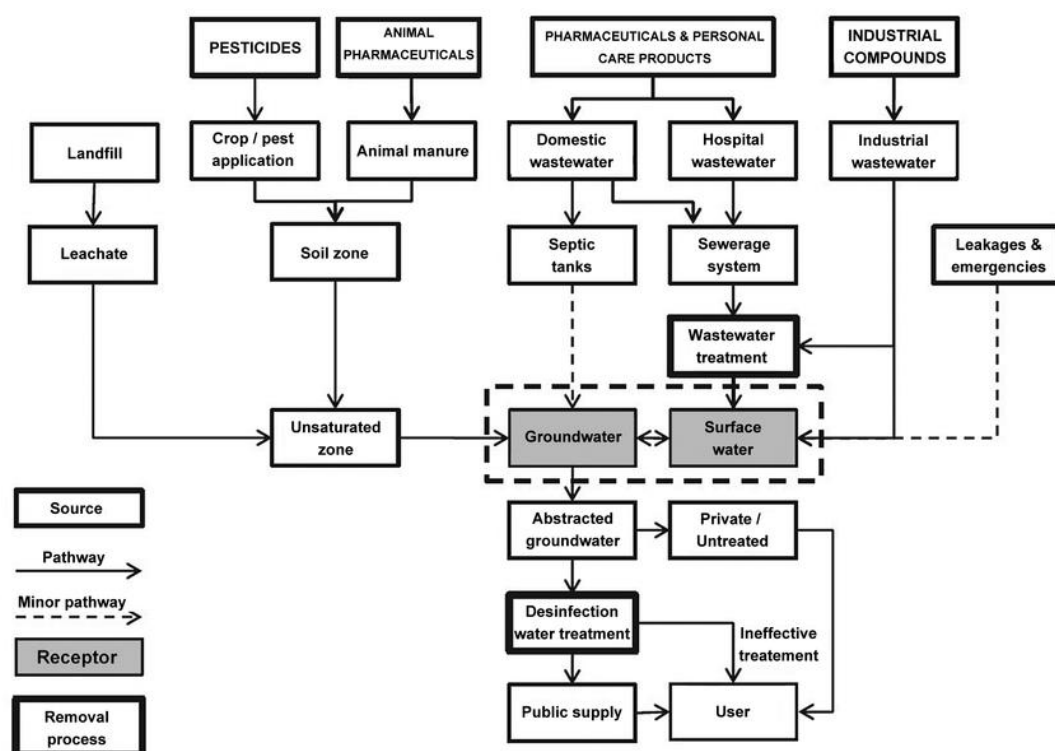 PESTICIDES
ANIMAL
PHARMACEUTICALS
PHARMACEUTICALS & PERSONAL
CARE PRODUCTS
INDUSTRIAL
COMPOUNDS
Landfill
Crop / pest
application
Animal manure
Domestic
wastewater
Hospital
wastewater
Industrial
wastewater
Leachate
Soil zone
Septic
tanks
Sewerage
system
Leakages &
emergencies
Wastewater
treatment
Unsaturated
zone
Groundwater
Surface
water
Source
Pathway
Minor pathway
Receptor
Removal
process
Abstracted
groundwater
Private /
Untreated
Desinfection
water treatment
Ineffective
treatement
Public supply
User